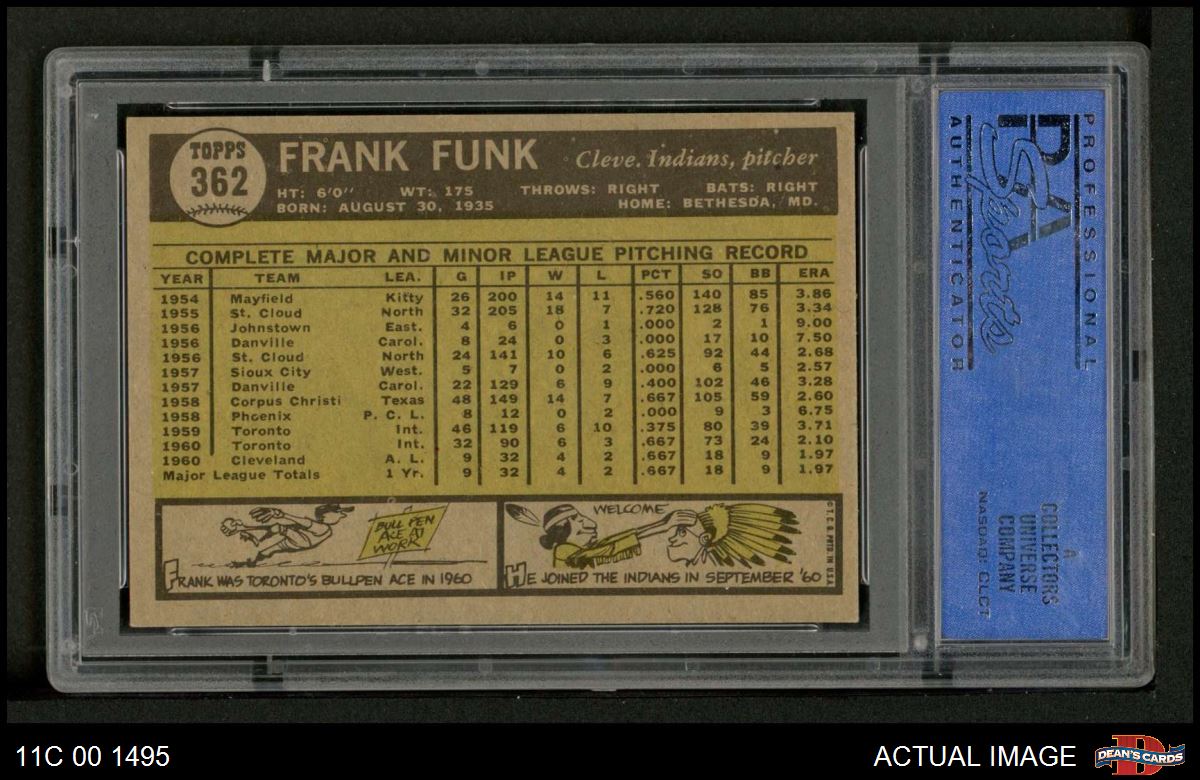 TOPPS
362
FRANK FUNK Cleve. Indians, pitcher
HT: 6'0" WT: 175 THROWS: RIGHT BATS: RIGHT
BORN: AUGUST 30, 1935 HOME: BETHESDA, MD.
COMPLETE MAJOR AND MINOR LEAGUE PITCHING RECORD
YEAR TEAM LEA. G IP W L PCT SO BB ERA
1954 Mayfield Kitty 26 200 14 11 .560 140 85 3.86
1955 St. Cloud North 32 205 18 7 .720 128 76 3.34
1956 Johnstown East. 4 6 0 1 .000 2 1 9.00
1956 Danville Carol. 8 24 0 3 .000 17 10 7.50
1956 St. Cloud North 24 141 10 6 .625 92 44 2.68
1957 Sioux City West. 5 7 0 2 .000 6 5 2.57
1957 Danville Carol. 22 129 6 9 .400 102 46 3.28
1958 Corpus Christi Texas 48 149 14 7 .667 105 59 2.60
1958 Phoenix P. C. L. 8 12 0 2 .000 9 3 6.75
1959 Toronto Int. 46 119 6 10 .375 80 39 3.71
1960 Toronto Int. 32 90 6 3 .667 73 24 2.10
1960 Cleveland A. L. 9 32 4 2 .667 18 9 1.97
Major League Totals 1 Yr. 9 32 4 2 .667 18 9 1.97
BULL PEN
ACE AT
WORK
FRANK WAS TORONTO'S BULLPEN ACE IN 1960
WELCOME
HE JOINED THE INDIANS IN SEPTEMBER '60
© T.C.G. PRTD. IN U.S.A.
PROFESSIONAL
PSA
Sports
AUTHENTICATOR
A
COLLECTORS
UNIVERSE
COMPANY
NASDAQ: CLCT
11C 00 1495
ACTUAL IMAGE
D
DEAN'S CARDS